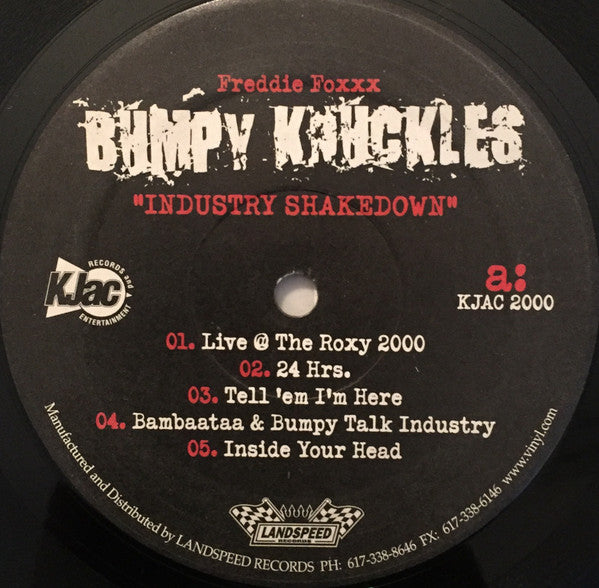 Freddie Foxxx
BUMPY KNUCKLES
"INDUSTRY SHAKEDOWN"
KJac
RECORDS and
ENTERTAINMENT
a:
KJAC 2000
01. Live @ The Roxy 2000
02. 24 Hrs.
03. Tell 'em I'm Here
04. Bambaataa & Bumpy Talk Industry
05. Inside Your Head
LANDSPEED
RECORDS
Manufactured and Distributed by LANDSPEED RECORDS PH: 617-338-8646 FX: 617-338-6146 www.vinyl.com